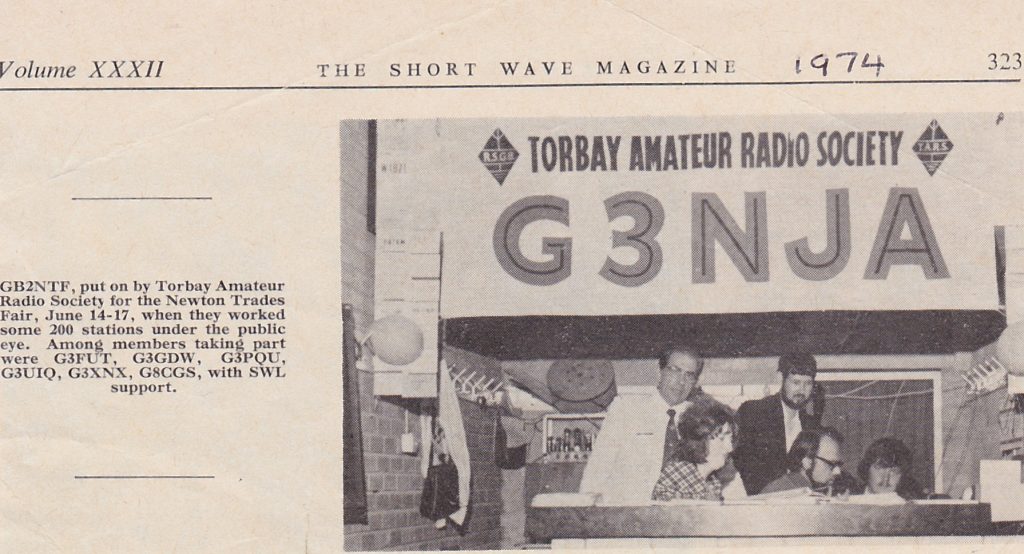 Volume XXXII THE SHORT WAVE MAGAZINE 1974 323
R.S.G.B TORBAY AMATEUR RADIO SOCIETY T.A.R.S.
G3NJA
GB2NTF, put on by Torbay Amateur
Radio Society for the Newton Trades
Fair, June 14-17, when they worked
some 200 stations under the public
eye. Among members taking part
were G3FUT, G3GDW, G3PQU,
G3UIQ, G3XNX, G8CGS, with SWL
support.